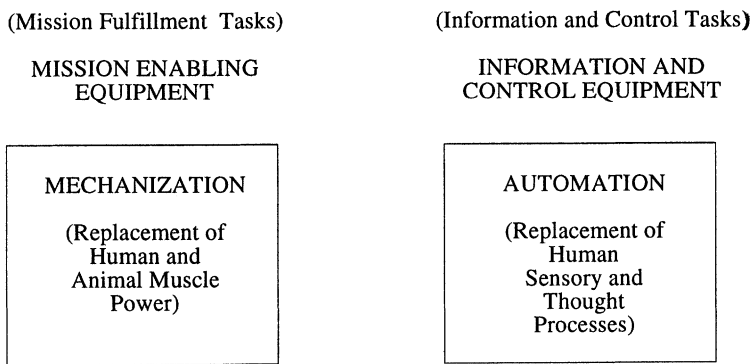 (Mission Fulfillment Tasks)
MISSION ENABLING
EQUIPMENT
MECHANIZATION
(Replacement of
Human and
Animal Muscle
Power)
(Information and Control Tasks)
INFORMATION AND
CONTROL EQUIPMENT
AUTOMATION
(Replacement of
Human
Sensory and
Thought
Processes)